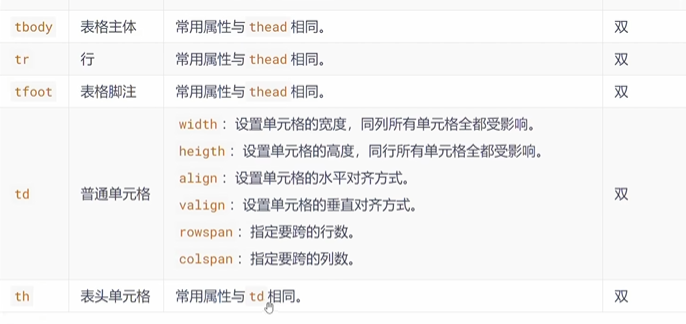 tbody 表格主体 常用属性与 thead 相同。 双
tr 行 常用属性与 thead 相同。 双
tfoot 表格脚注 常用属性与 thead 相同。 双
width ：设置单元格的宽度，同列所有单元格全都受影响。
heigth ：设置单元格的高度，同行所有单元格全都受影响。
align ：设置单元格的水平对齐方式。
td 普通单元格 双
valign ：设置单元格的垂直对齐方式。
rowspan ：指定要跨的行数。
colspan ：指定要跨的列数。
th 表头单元格 常用属性与 td 相同。 双